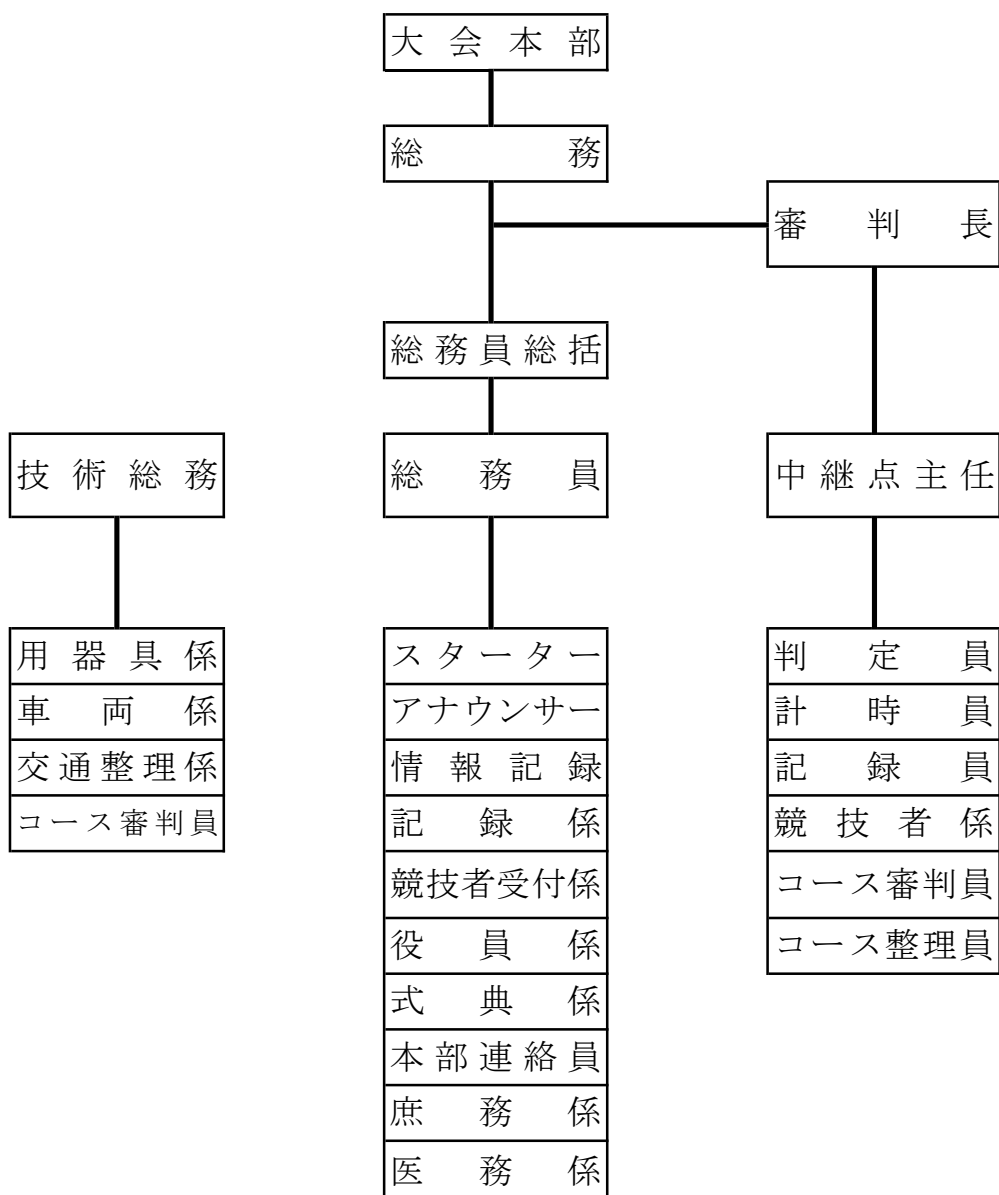 大会本部
総務
審判長
総務員総括
技術総務
総務員
中継点主任
用器具係
車両係
交通整理係
コース審判員
スターター
アナウンサー
情報記録
記録係
競技者受付係
役員係
式典係
本部連絡員
庶務係
医務係
判定員
計時員
記録員
競技者係
コース審判員
コース整理員